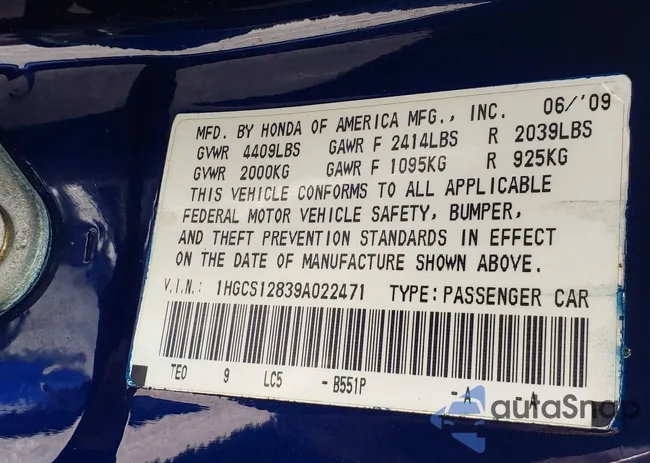 MFD. BY HONDA OF AMERICA MFG., INC. 06/'09
GVWR 4409LBS GAWR F 2414LBS R 2039LBS
GVWR 2000KG GAWR F 1095KG R 925KG
THIS VEHICLE CONFORMS TO ALL APPLICABLE
FEDERAL MOTOR VEHICLE SAFETY, BUMPER,
AND THEFT PREVENTION STANDARDS IN EFFECT
ON THE DATE OF MANUFACTURE SHOWN ABOVE.
V.I.N.: 1HGCS12839A022471 TYPE:PASSENGER CAR
TEO 9 LC5 -B551P -A A
autaSnap